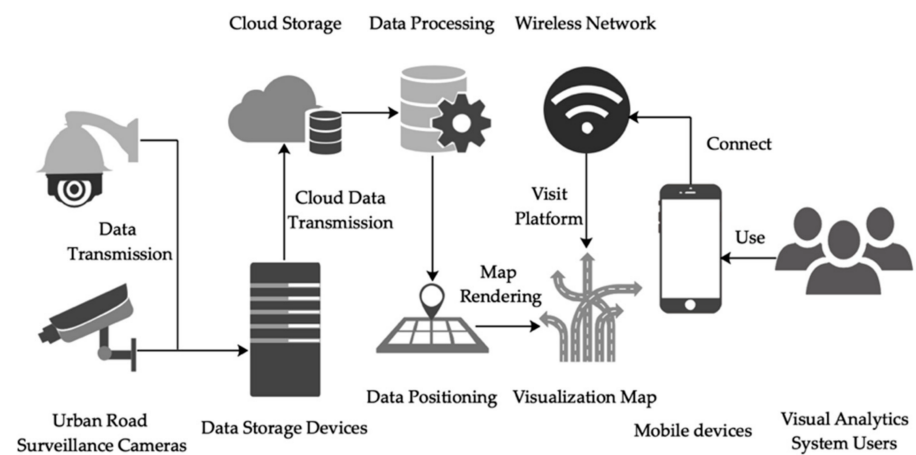 Cloud Storage
Data Processing
Wireless Network
Connect
Cloud Data
Transmission
Visit
Platform
Data
Transmission
Use
Map
Rendering
Data Positioning
Visualization Map
Urban Road
Surveillance Cameras
Data Storage Devices
Mobile devices
Visual Analytics
System Users